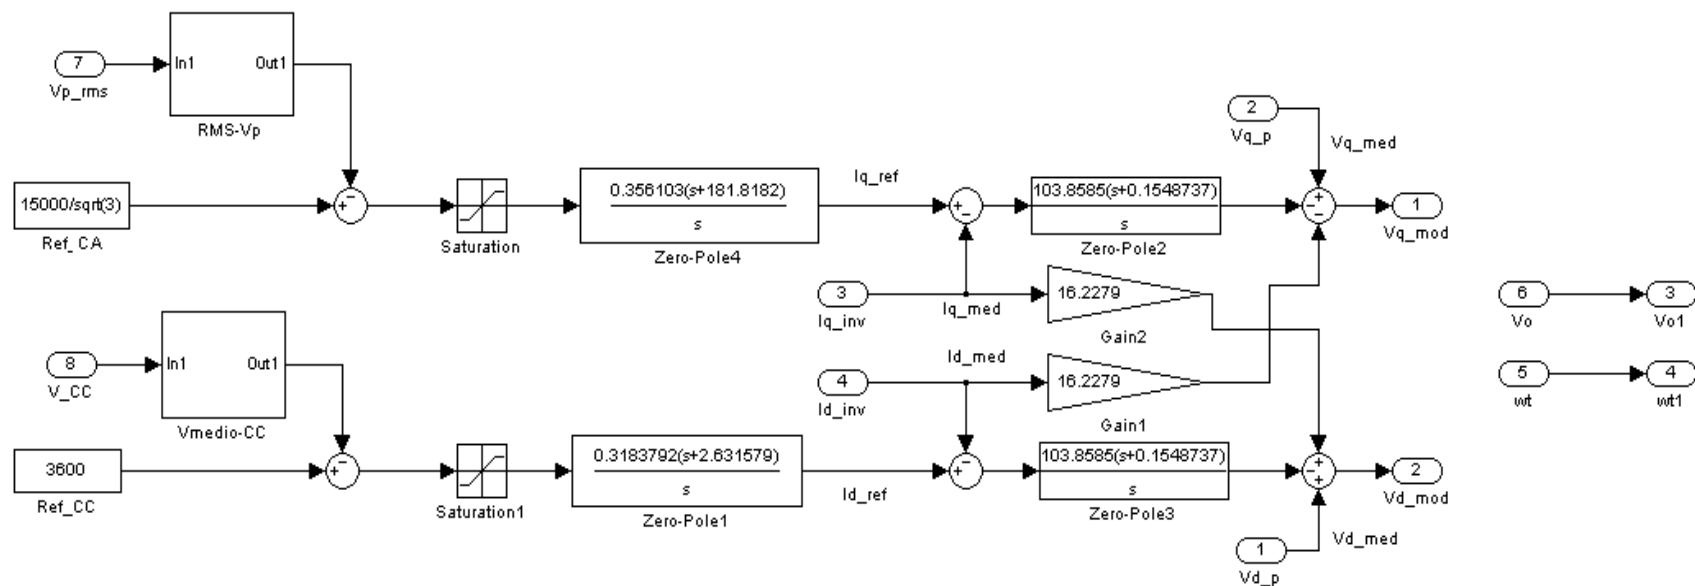 7
Vp_rms
In1
Out1
RMS-Vp
15000/sqrt(3)
Ref_CA
Saturation
0.356103(s+181.8182)
s
Zero-Pole4
Iq_ref
103.8585(s+0.1548737)
s
Zero-Pole2
2
Vq_p
Vq_med
1
Vq_mod
3
Iq_inv
Iq_med
16.2279
Gain2
6
Vo
3
Vo1
8
V_CC
In1
Out1
Vmedio-CC
4
Id_inv
Id_med
16.2279
Gain1
5
wt
4
wt1
3600
Ref_CC
Saturation1
0.3183792(s+2.631579)
s
Zero-Pole1
Id_ref
103.8585(s+0.1548737)
s
Zero-Pole3
2
Vd_mod
1
Vd_p
Vd_med